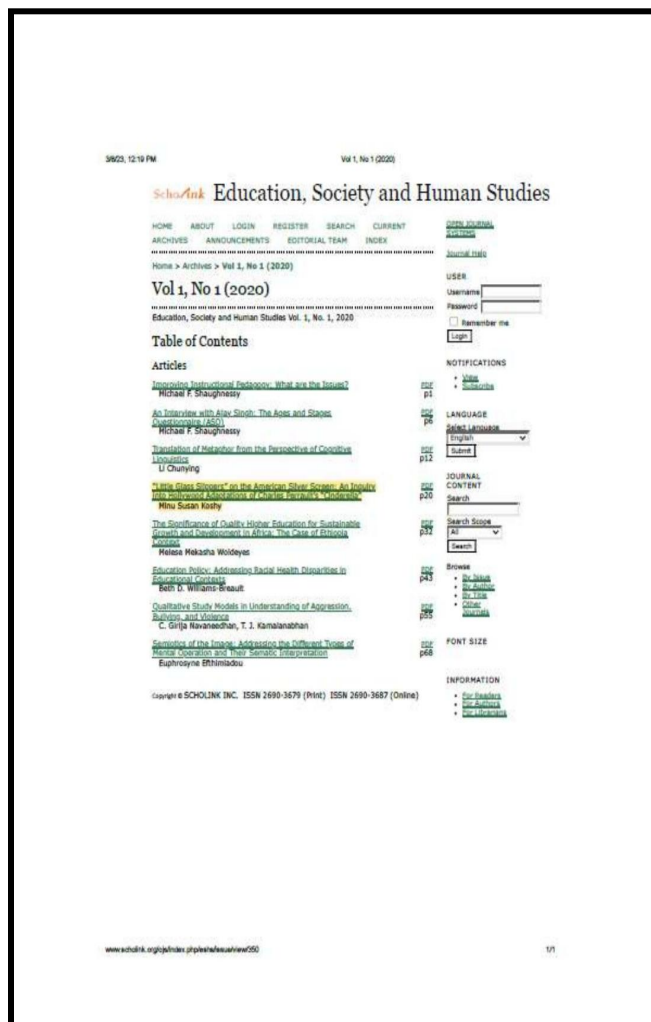 3/8/23, 12:19 PM
Vol 1, No 1 (2020)
Scholink Education, Society and Human Studies
HOME ABOUT LOGIN REGISTER SEARCH CURRENT
ARCHIVES ANNOUNCEMENTS EDITORIAL TEAM INDEX
Home > Archives > Vol 1, No 1 (2020)
Vol 1, No 1 (2020)
Education, Society and Human Studies Vol. 1, No. 1, 2020
Table of Contents
Articles
Improving Instructional Pedagogy: What are the Issues? PDF
Michael F. Shaughnessy p1
An Interview with Ajay Singh: The Ages and Stages PDF
Questionnaire (ASQ) p6
Michael F. Shaughnessy
Translation of Metaphor from the Perspective of Cognitive PDF
Linguistics p12
Li Chunying
"Little Glass Slippers" on the American Silver Screen: An Inquiry PDF
Into Hollywood Adaptations of Charles Perrault's "Cinderella" p20
Minu Susan Koshy
The Significance of Quality Higher Education for Sustainable PDF
Growth and Development in Africa: The Case of Ethiopia p32
Context
Melese Mekasha Woldeyes
Education Policy: Addressing Racial Health Disparities in PDF
Educational Contexts p43
Beth D. Williams-Breault
Qualitative Study Models in Understanding of Aggression, PDF
Bullying, and Violence p55
C. Girija Navaneedhan, T. J. Kamalanabhan
Semiotics of the Image: Addressing the Different Types of PDF
Mental Operation and Their Sematic Interpretation p68
Euphrosyne Efthimiadou
Copyright © SCHOLINK INC. ISSN 2690-3679 (Print) ISSN 2690-3687 (Online)
OPEN JOURNAL
SYSTEMS
Journal Help
USER
Username
Password
Remember me
Login
NOTIFICATIONS
View
Subscribe
LANGUAGE
Select Language
English
Submit
JOURNAL
CONTENT
Search
Search Scope
All
Search
Browse
By Issue
By Author
By Title
Other
Journals
FONT SIZE
INFORMATION
For Readers
For Authors
For Librarians
www.scholink.org/ojs/index.php/eshs/issue/view/350
1/1